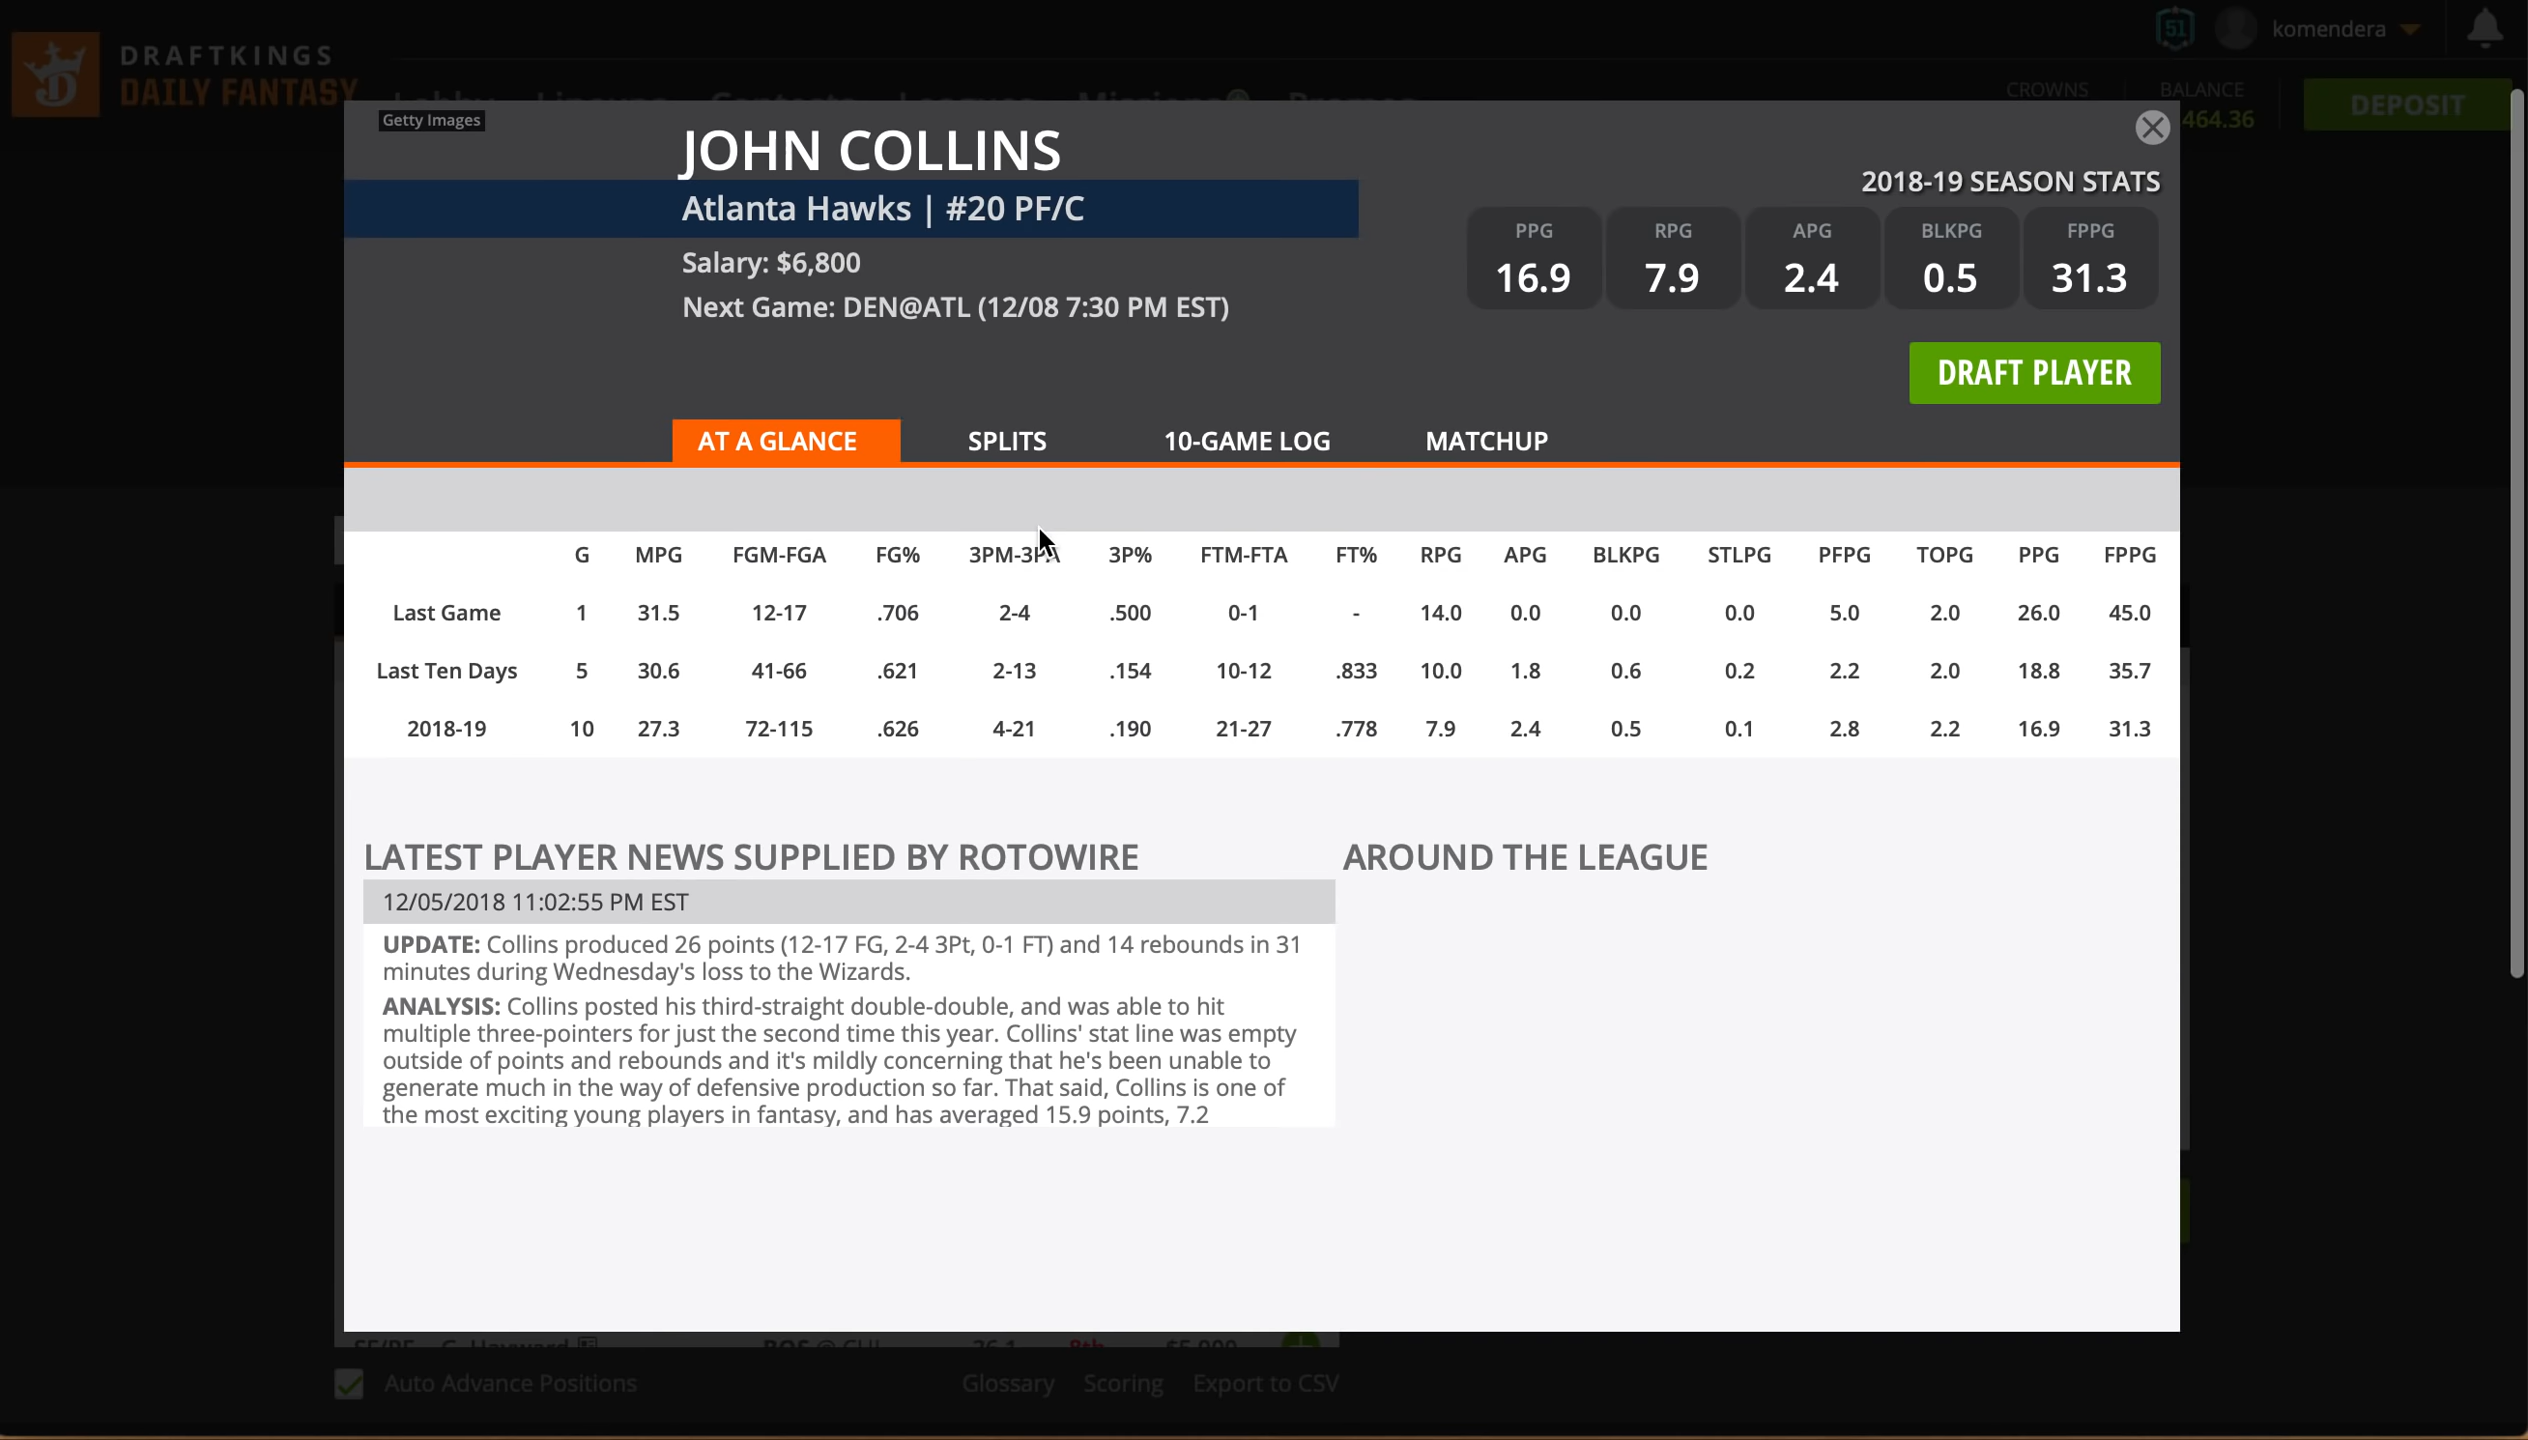 DRAFTKINGS
DAILY FANTASY
51
komendera
CROWNS
BALANCE
464.36
DEPOSIT
Getty Images
JOHN COLLINS
Atlanta Hawks | #20 PF/C
Salary: $6,800
Next Game: DEN@ATL (12/08 7:30 PM EST)
2018-19 SEASON STATS
PPG RPG APG BLKPG FPPG
16.9 7.9 2.4 0.5 31.3
DRAFT PLAYER
AT A GLANCE SPLITS 10-GAME LOG MATCHUP
G MPG FGM-FGA FG% 3PM-3PA 3P% FTM-FTA FT% RPG APG BLKPG STLPG PFPG TOPG PPG FPPG
Last Game 1 31.5 12-17 .706 2-4 .500 0-1 - 14.0 0.0 0.0 0.0 5.0 2.0 26.0 45.0
Last Ten Days 5 30.6 41-66 .621 2-13 .154 10-12 .833 10.0 1.8 0.6 0.2 2.2 2.0 18.8 35.7
2018-19 10 27.3 72-115 .626 4-21 .190 21-27 .778 7.9 2.4 0.5 0.1 2.8 2.2 16.9 31.3
LATEST PLAYER NEWS SUPPLIED BY ROTOWIRE
12/05/2018 11:02:55 PM EST
UPDATE: Collins produced 26 points (12-17 FG, 2-4 3Pt, 0-1 FT) and 14 rebounds in 31
minutes during Wednesday's loss to the Wizards.
ANALYSIS: Collins posted his third-straight double-double, and was able to hit
multiple three-pointers for just the second time this year. Collins' stat line was empty
outside of points and rebounds and it's mildly concerning that he's been unable to
generate much in the way of defensive production so far. That said, Collins is one of
the most exciting young players in fantasy, and has averaged 15.9 points, 7.2
AROUND THE LEAGUE
Auto Advance Positions
Glossary Scoring Export to CSV